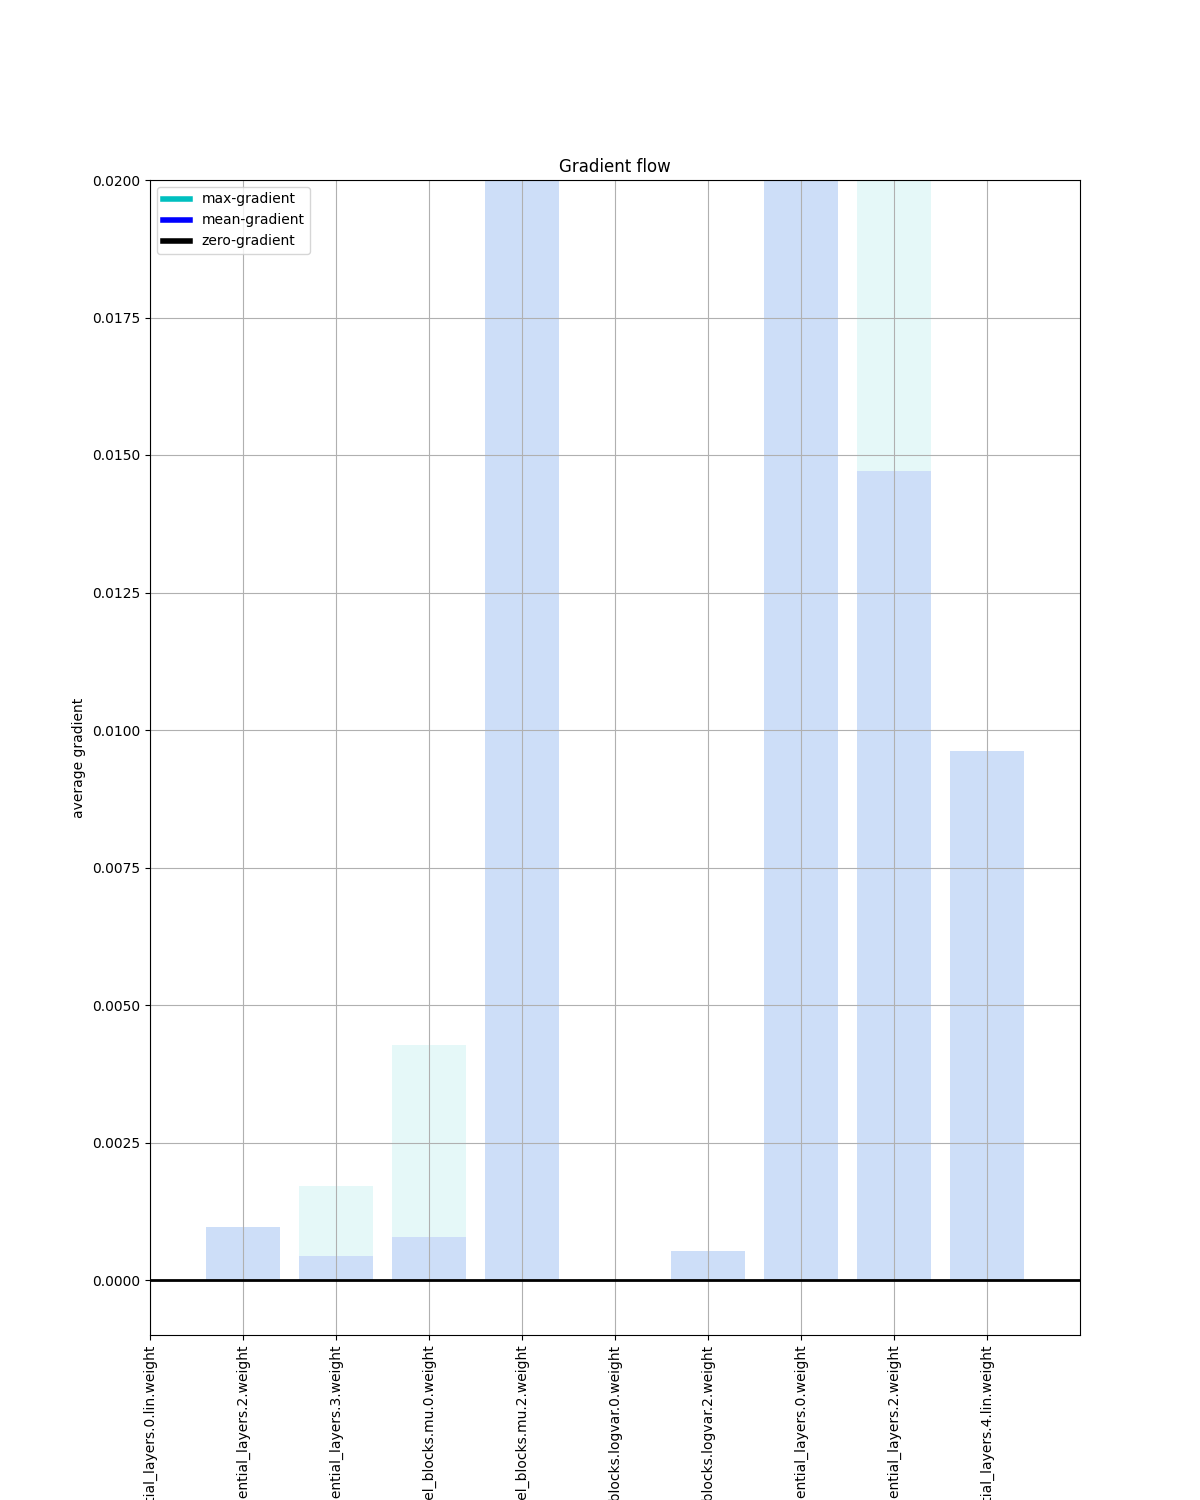 Gradient flow
max-gradient
mean-gradient
zero-gradient
0.0200
0.0175
0.0150
0.0125
0.0100
0.0075
0.0050
0.0025
0.0000
average gradient
tial_layers.0.lin.weight
ential_layers.2.weight
ential_layers.3.weight
el_blocks.mu.0.weight
el_blocks.mu.2.weight
blocks.logvar.0.weight
blocks.logvar.2.weight
ential_layers.0.weight
ential_layers.2.weight
tial_layers.4.lin.weight